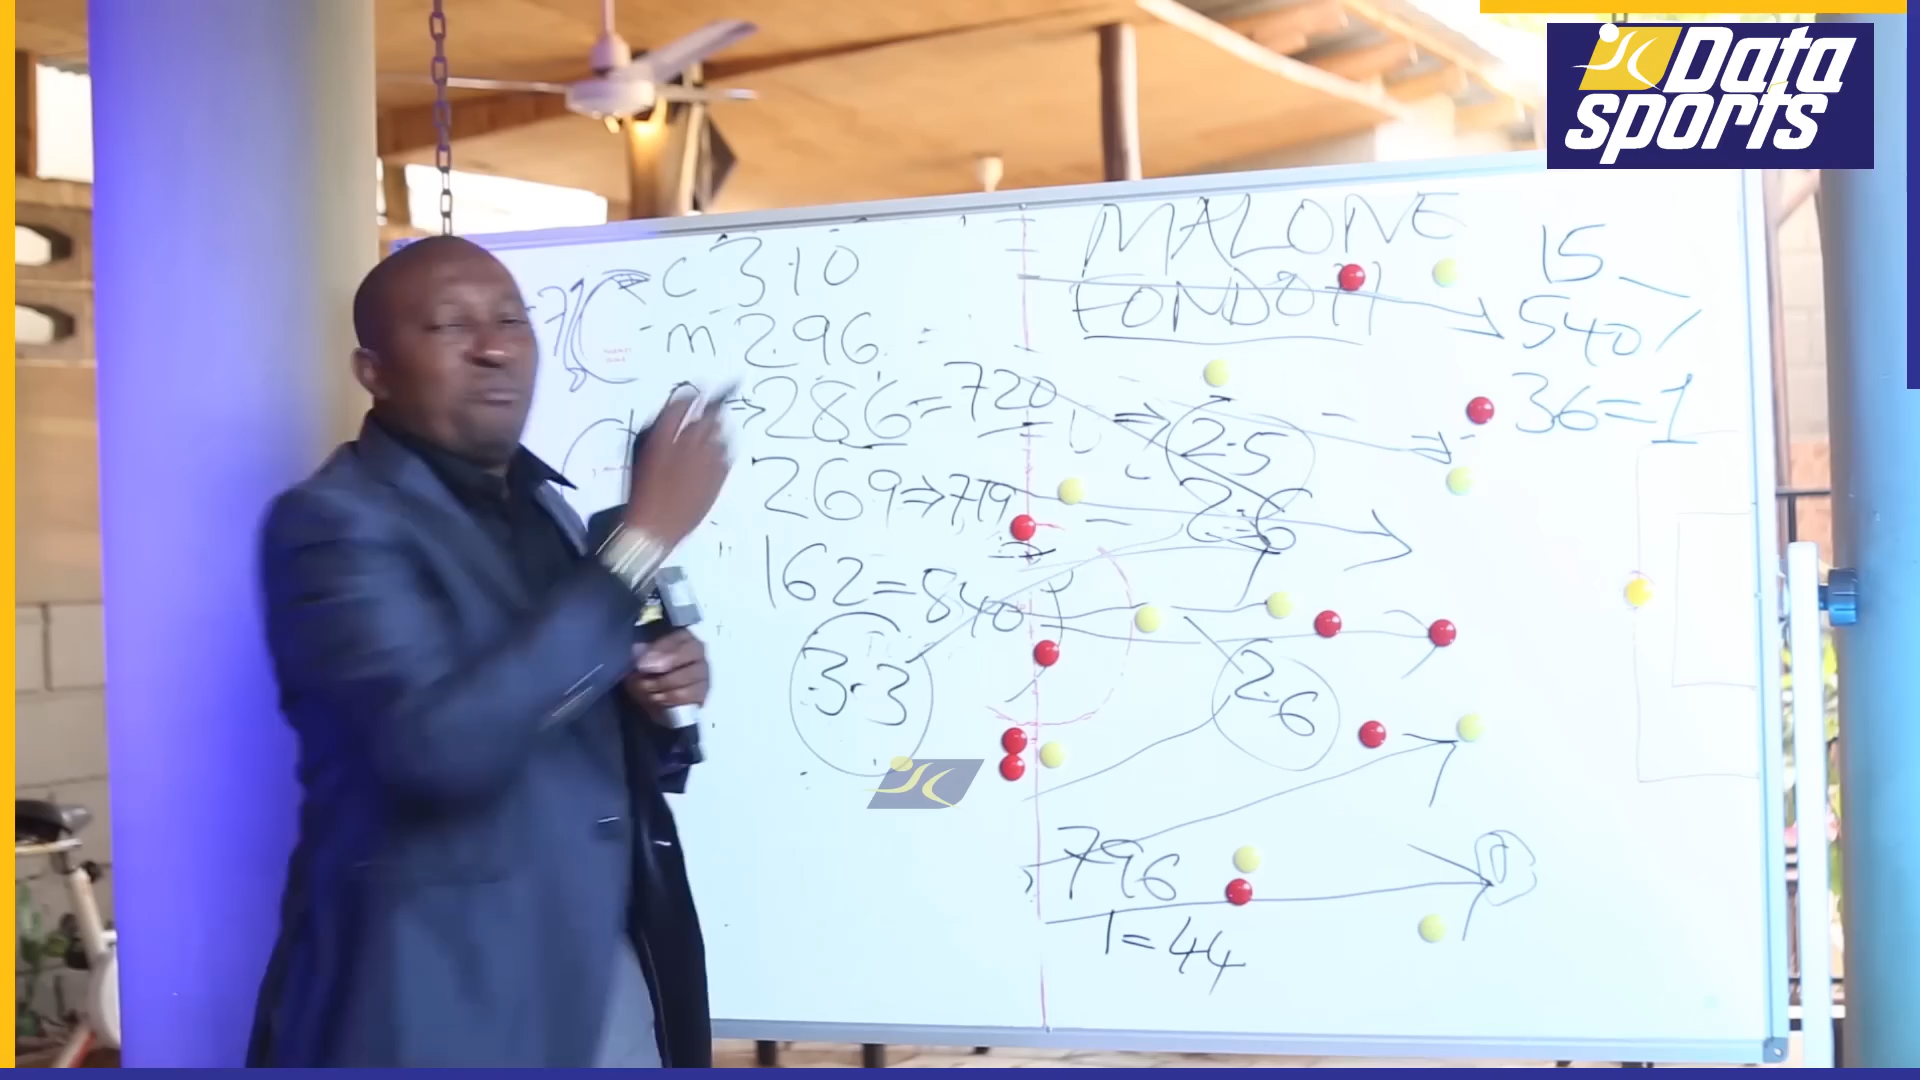 Data
sports
MALONE
FONDOH
15
540/
36=1
C 310
m 296
286=720
2.5
269⇒719
2.6
162=840
3.3
2.6
796
1=44